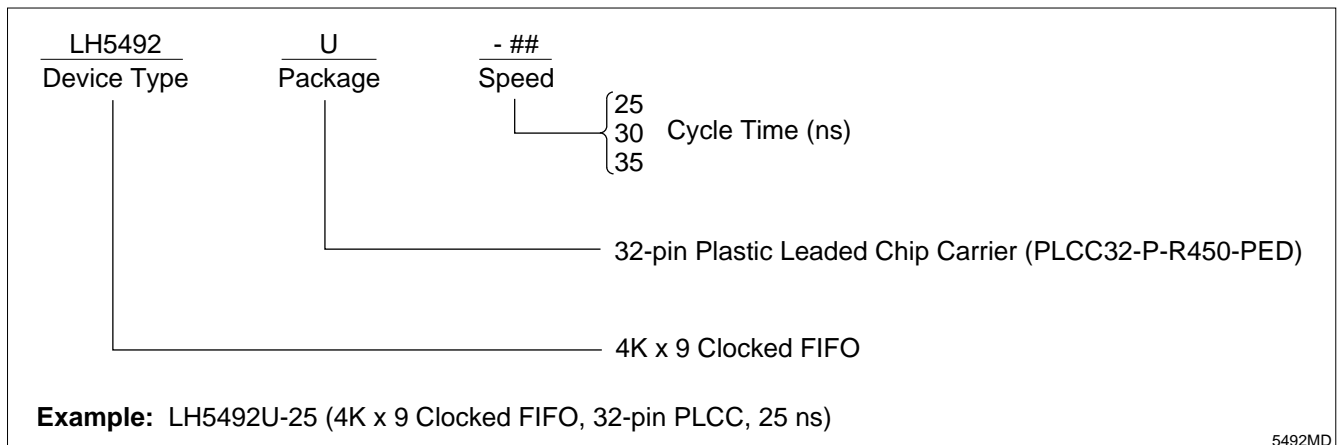 LH5492 U - ##
Device Type Package Speed
25
30 Cycle Time (ns)
35
32-pin Plastic Leaded Chip Carrier (PLCC32-P-R450-PED)
4K x 9 Clocked FIFO
Example: LH5492U-25 (4K x 9 Clocked FIFO, 32-pin PLCC, 25 ns)
5492MD